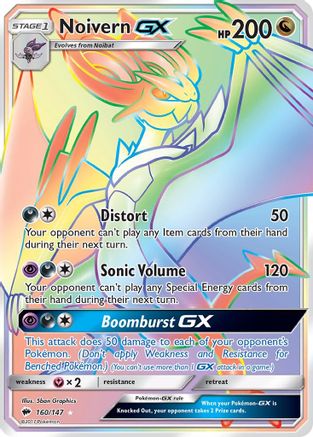 STAGE 1 Noivern GX HP 200
Evolves from Noibat
Distort 50
Your opponent can't play any Item cards from their hand
during their next turn.
Sonic Volume 120
Your opponent can't play any Special Energy cards from
their hand during their next turn.
Boomburst GX
This attack does 50 damage to each of your opponent's
Pokémon. (Don't apply Weakness and Resistance for
Benched Pokémon.) (You can't use more than 1 GX attack in a game.)
weakness ×2 resistance retreat
Illus. 5ban Graphics
160/147
©2017 Pokémon
Pokémon-GX rule
When your Pokémon-GX is
Knocked Out, your opponent takes 2 Prize cards.